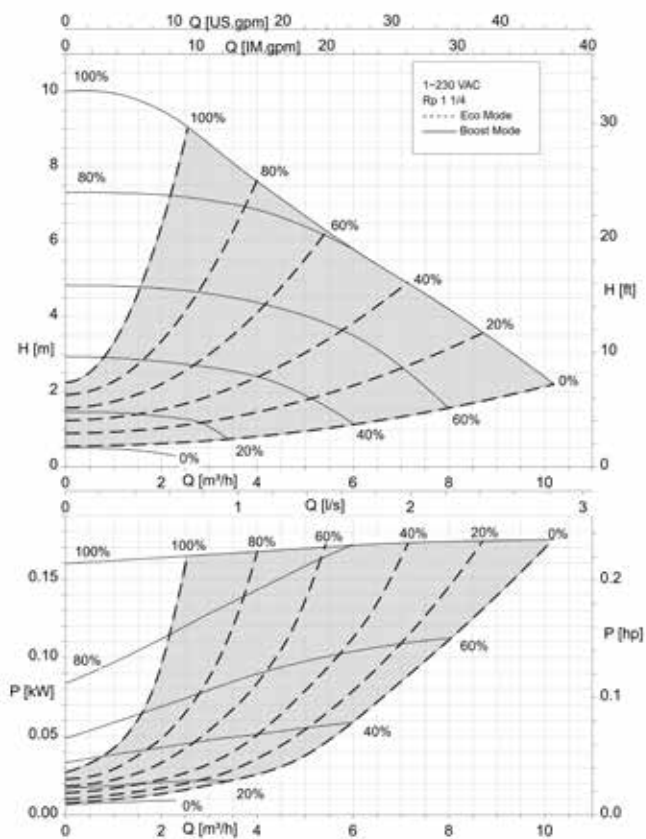 0 10 Q [US.gpm] 20 30 40
0 10 Q [IM.gpm] 20 30 40
1~230 VAC
Rp 1 1/4
Eco Mode
Boost Mode
100%
10
100%
30
8
80%
80%
60%
6
20
H [ft]
40%
4
20%
H [m]
10
2
0%
60%
40%
20%
0%
0
0
0 2 4 6 8 10
Q [m³/h]
0 1 Q [l/s] 2 3
100%
100%
80%
60%
40%
20%
0%
0.15
0.2
0.10
80%
60%
P [hp]
P [kW]
0.1
0.05
40%
20%
0%
0.00
0.0
0 2 4 6 8 10
Q [m³/h]